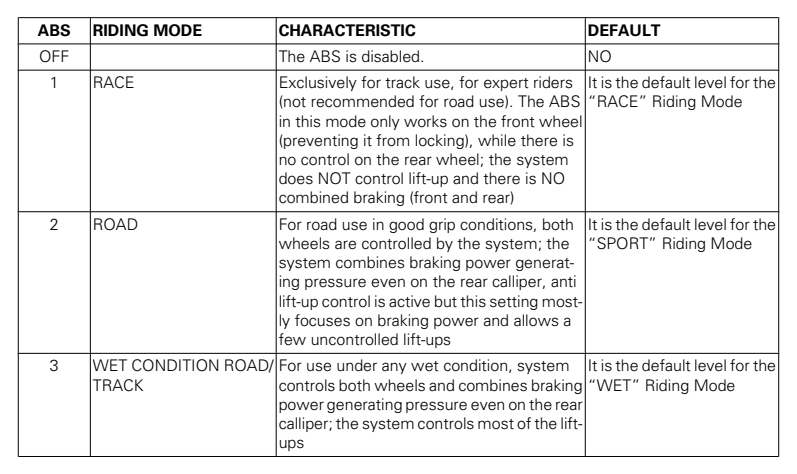 ABS RIDING MODE CHARACTERISTIC DEFAULT
OFF The ABS is disabled. NO
1 RACE Exclusively for track use, for expert riders It is the default level for the
(not recommended for road use). The ABS "RACE" Riding Mode
in this mode only works on the front wheel
(preventing it from locking), while there is
no control on the rear wheel; the system
does NOT control lift-up and there is NO
combined braking (front and rear)
2 ROAD For road use in good grip conditions, both It is the default level for the
wheels are controlled by the system; the "SPORT" Riding Mode
system combines braking power generat-
ing pressure even on the rear calliper, anti
lift-up control is active but this setting most-
ly focuses on braking power and allows a
few uncontrolled lift-ups
3 WET CONDITION ROAD/ For use under any wet condition, system It is the default level for the
TRACK controls both wheels and combines braking "WET" Riding Mode
power generating pressure even on the rear
calliper; the system controls most of the lift-
ups